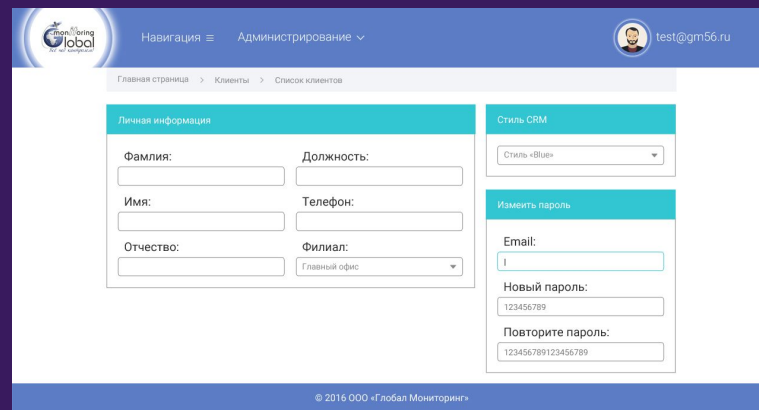 monitoring
Global
Навигация
Администрирование
test@gm56.ru
Главная страница > Клиенты > Список клиентов
Личная информация
Фамлия:
Должность:
Имя:
Телефон:
Отчество:
Филиал:
Главный офис
Стиль CRM
Стиль «Blue»
Измеить пароль
Email:
Новый пароль:
123456789
Повторите пароль:
123456789123456789
© 2016 ООО «Глобал Мониторинг»